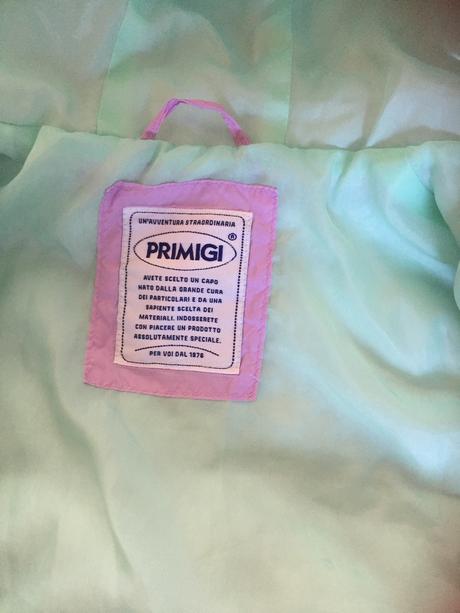 UN'AVVENTURA STRAORDINARIA
PRIMIGI ®
AVETE SCELTO UN CAPO
NATO DALLA GRANDE CURA
DEI PARTICOLARI E DA UNA
SAPIENTE SCELTA DEI
MATERIALI. INDOSSERETE
CON PIACERE UN PRODOTTO
ASSOLUTAMENTE SPECIALE.
PER VOI DAL 1976